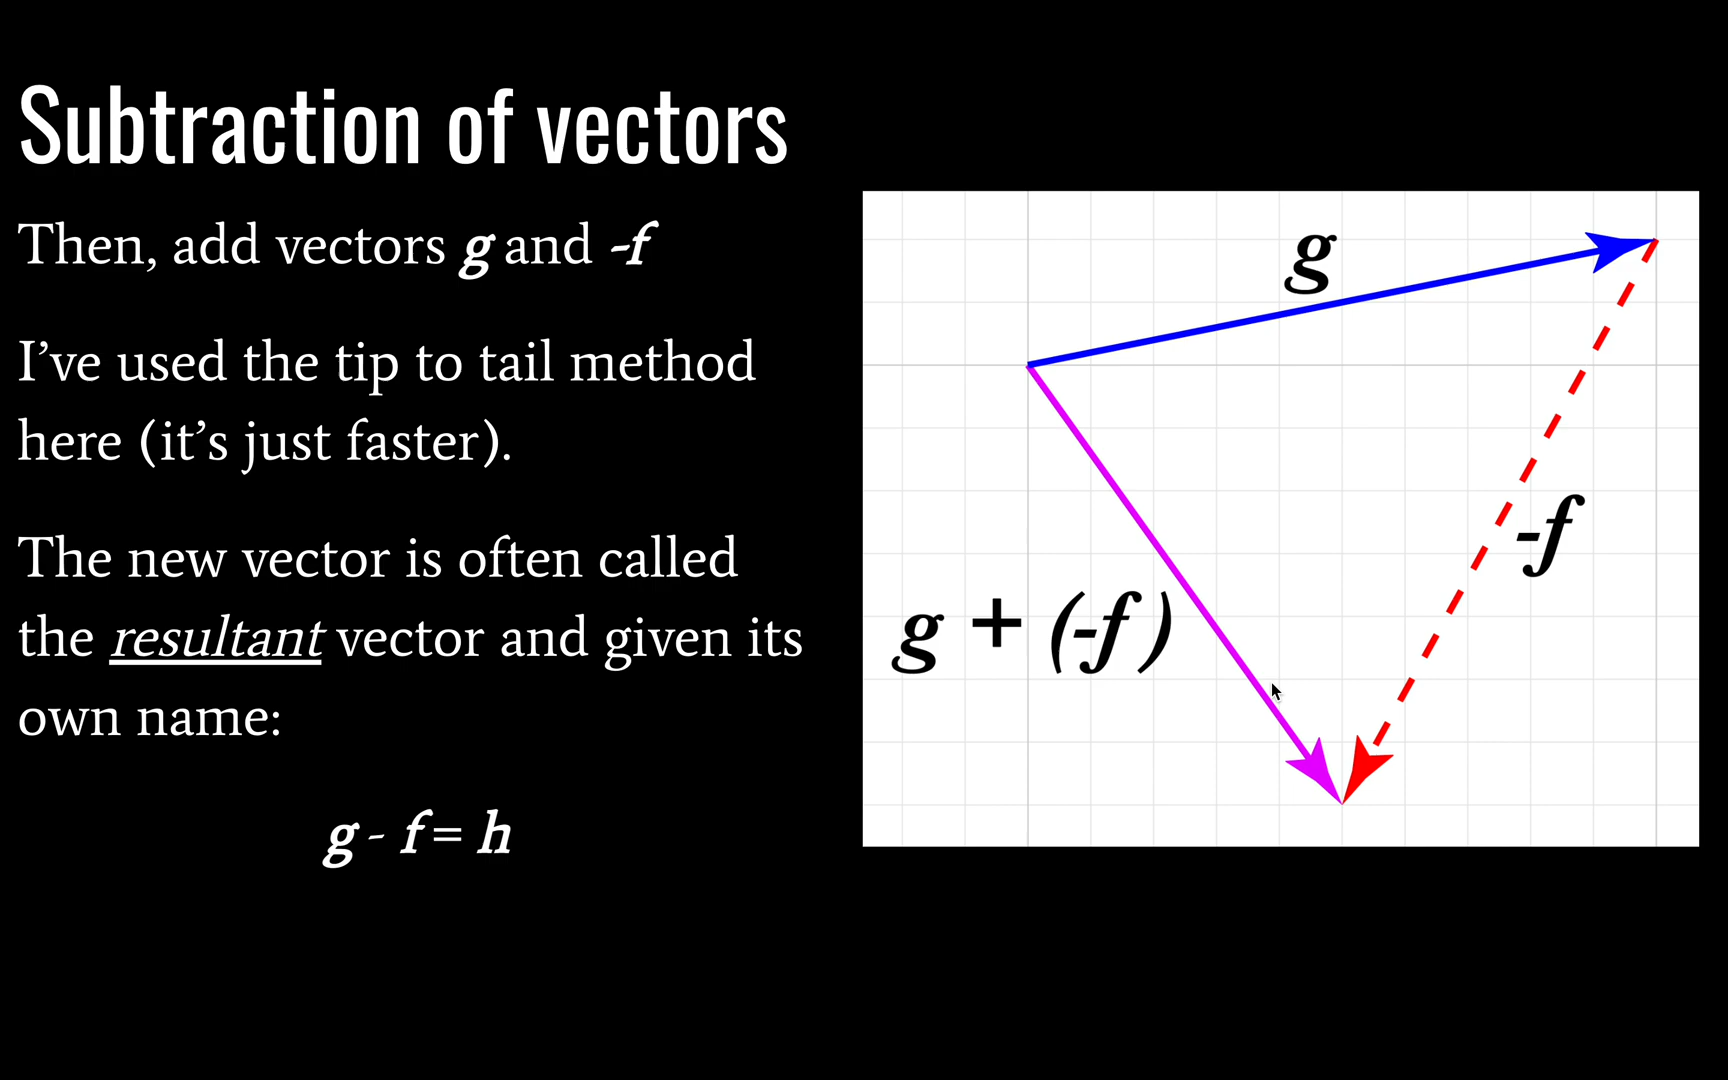 Subtraction of vectors
Then, add vectors g and -f
I’ve used the tip to tail method
here (it’s just faster).
The new vector is often called
the resultant vector and given its
own name:
g - f = h
g
-f
g + (-f )